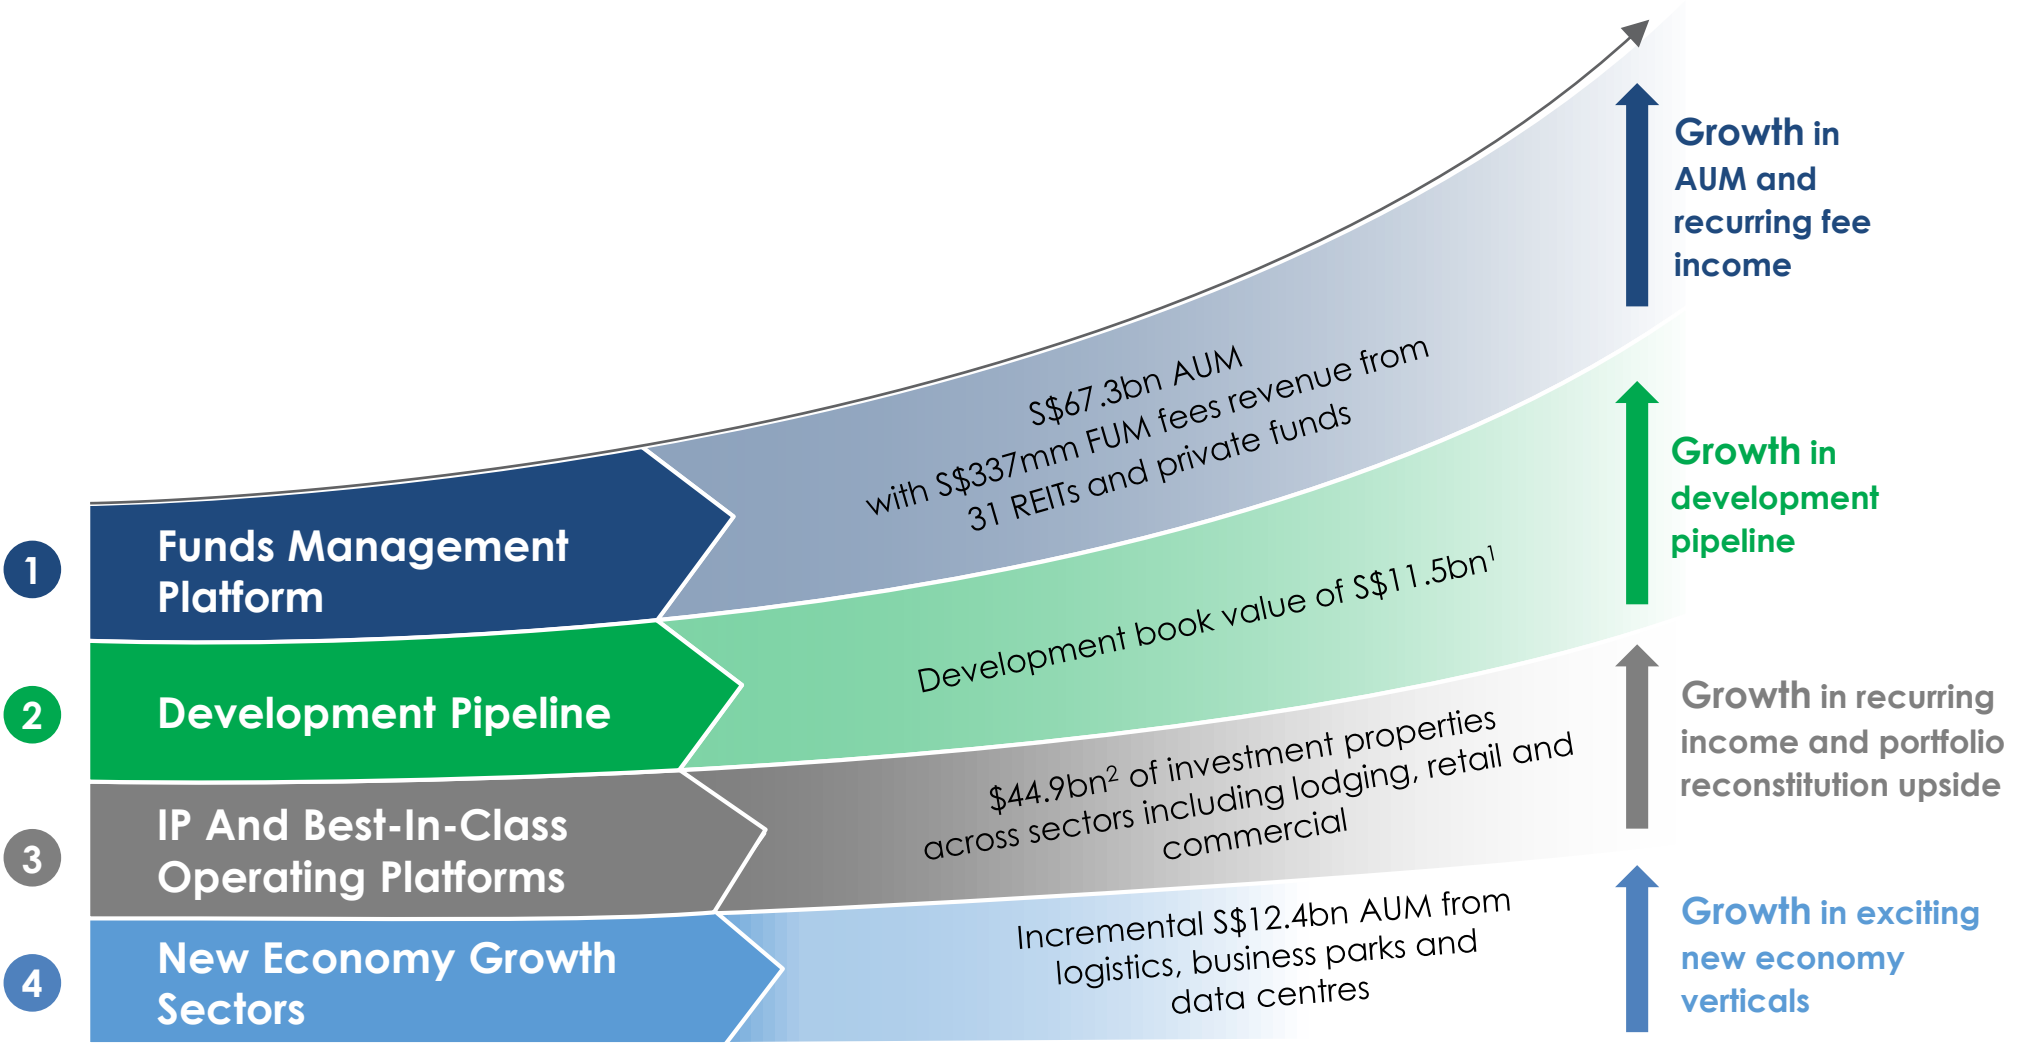 1
Funds Management
Platform
S$67.3bn AUM
with S$337mm FUM fees revenue from
31 REITs and private funds
Growth in
AUM and
recurring fee
income
2
Development Pipeline
Development book value of S$11.5bn¹
Growth in
development
pipeline
3
IP And Best-In-Class
Operating Platforms
$44.9bn² of investment properties
across sectors including lodging, retail and
commercial
Growth in recurring
income and portfolio
reconstitution upside
4
New Economy Growth
Sectors
Incremental S$12.4bn AUM from
logistics, business parks and
data centres
Growth in exciting
new economy
verticals